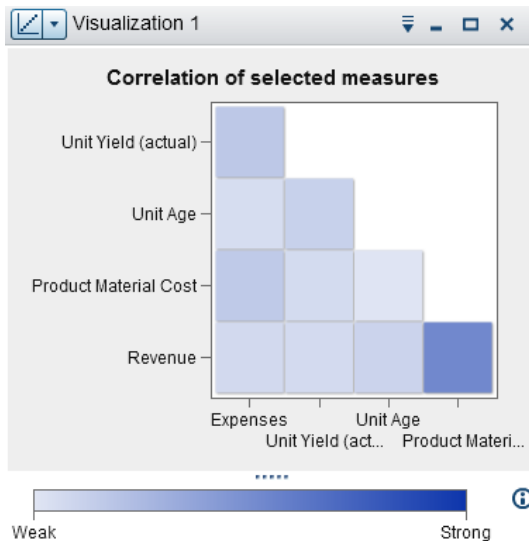 Visualization 1
Correlation of selected measures
Unit Yield (actual)
Unit Age
Product Material Cost
Revenue
Expenses
Unit Age
Unit Yield (act...
Product Materi...
Weak
Strong